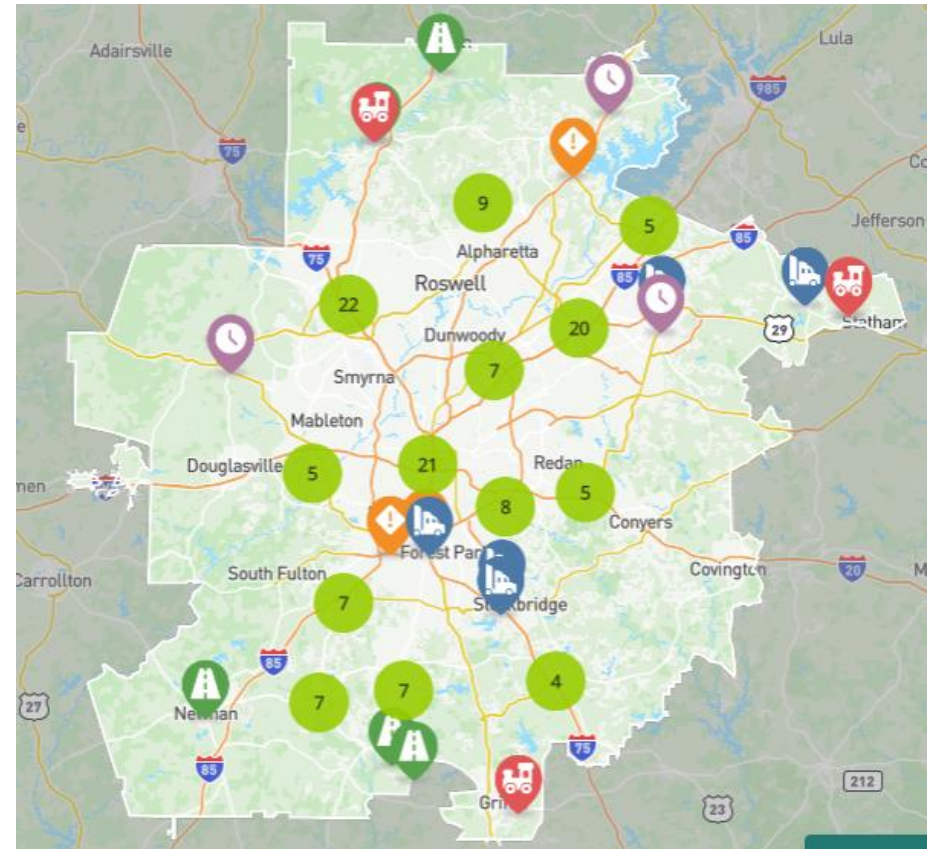 Adairsville
Lula
985
75
9
5
Jefferson
85
Alpharetta
75
85
Roswell
22
20
29
Statham
Dunwoody
7
Smyrna
Mableton
Douglasville
5
21
Redan
5
8
Conyers
Forest Park
South Fulton
Covington
20
Carrollton
Stockbridge
7
85
4
7
7
27
Newnan
75
85
212
23